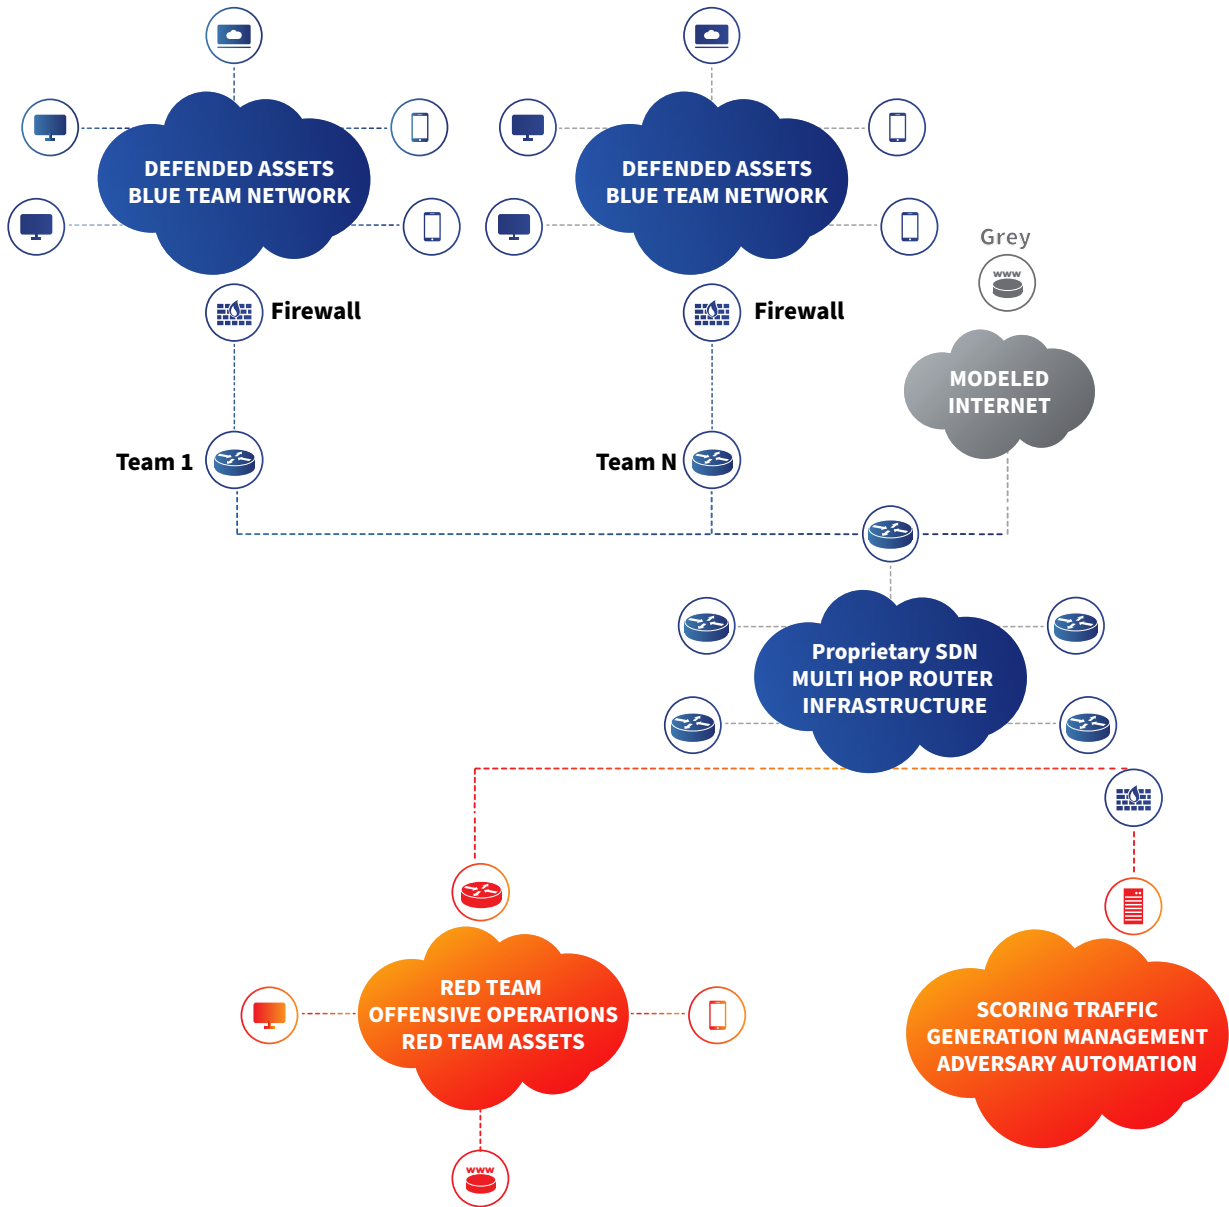 DEFENDED ASSETS
BLUE TEAM NETWORK
DEFENDED ASSETS
BLUE TEAM NETWORK
Grey
www
Firewall
Firewall
MODELED
INTERNET
Team 1
Team N
Proprietary SDN
MULTI HOP ROUTER
INFRASTRUCTURE
RED TEAM
OFFENSIVE OPERATIONS
RED TEAM ASSETS
SCORING TRAFFIC
GENERATION MANAGEMENT
ADVERSARY AUTOMATION
www